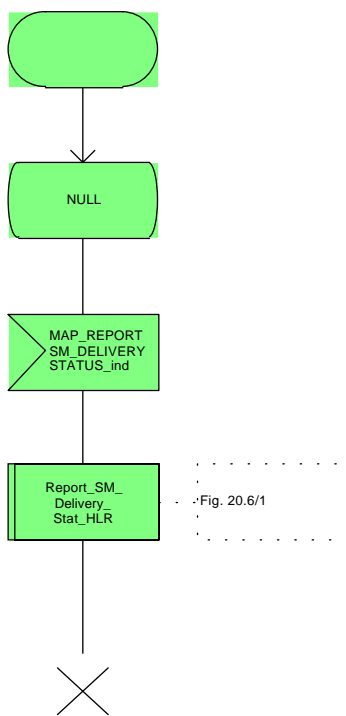 NULL
MAP_REPORT
SM_DELIVERY
STATUS_ind
Report_SM_
Delivery_
Stat_HLR
Fig. 20.6/1